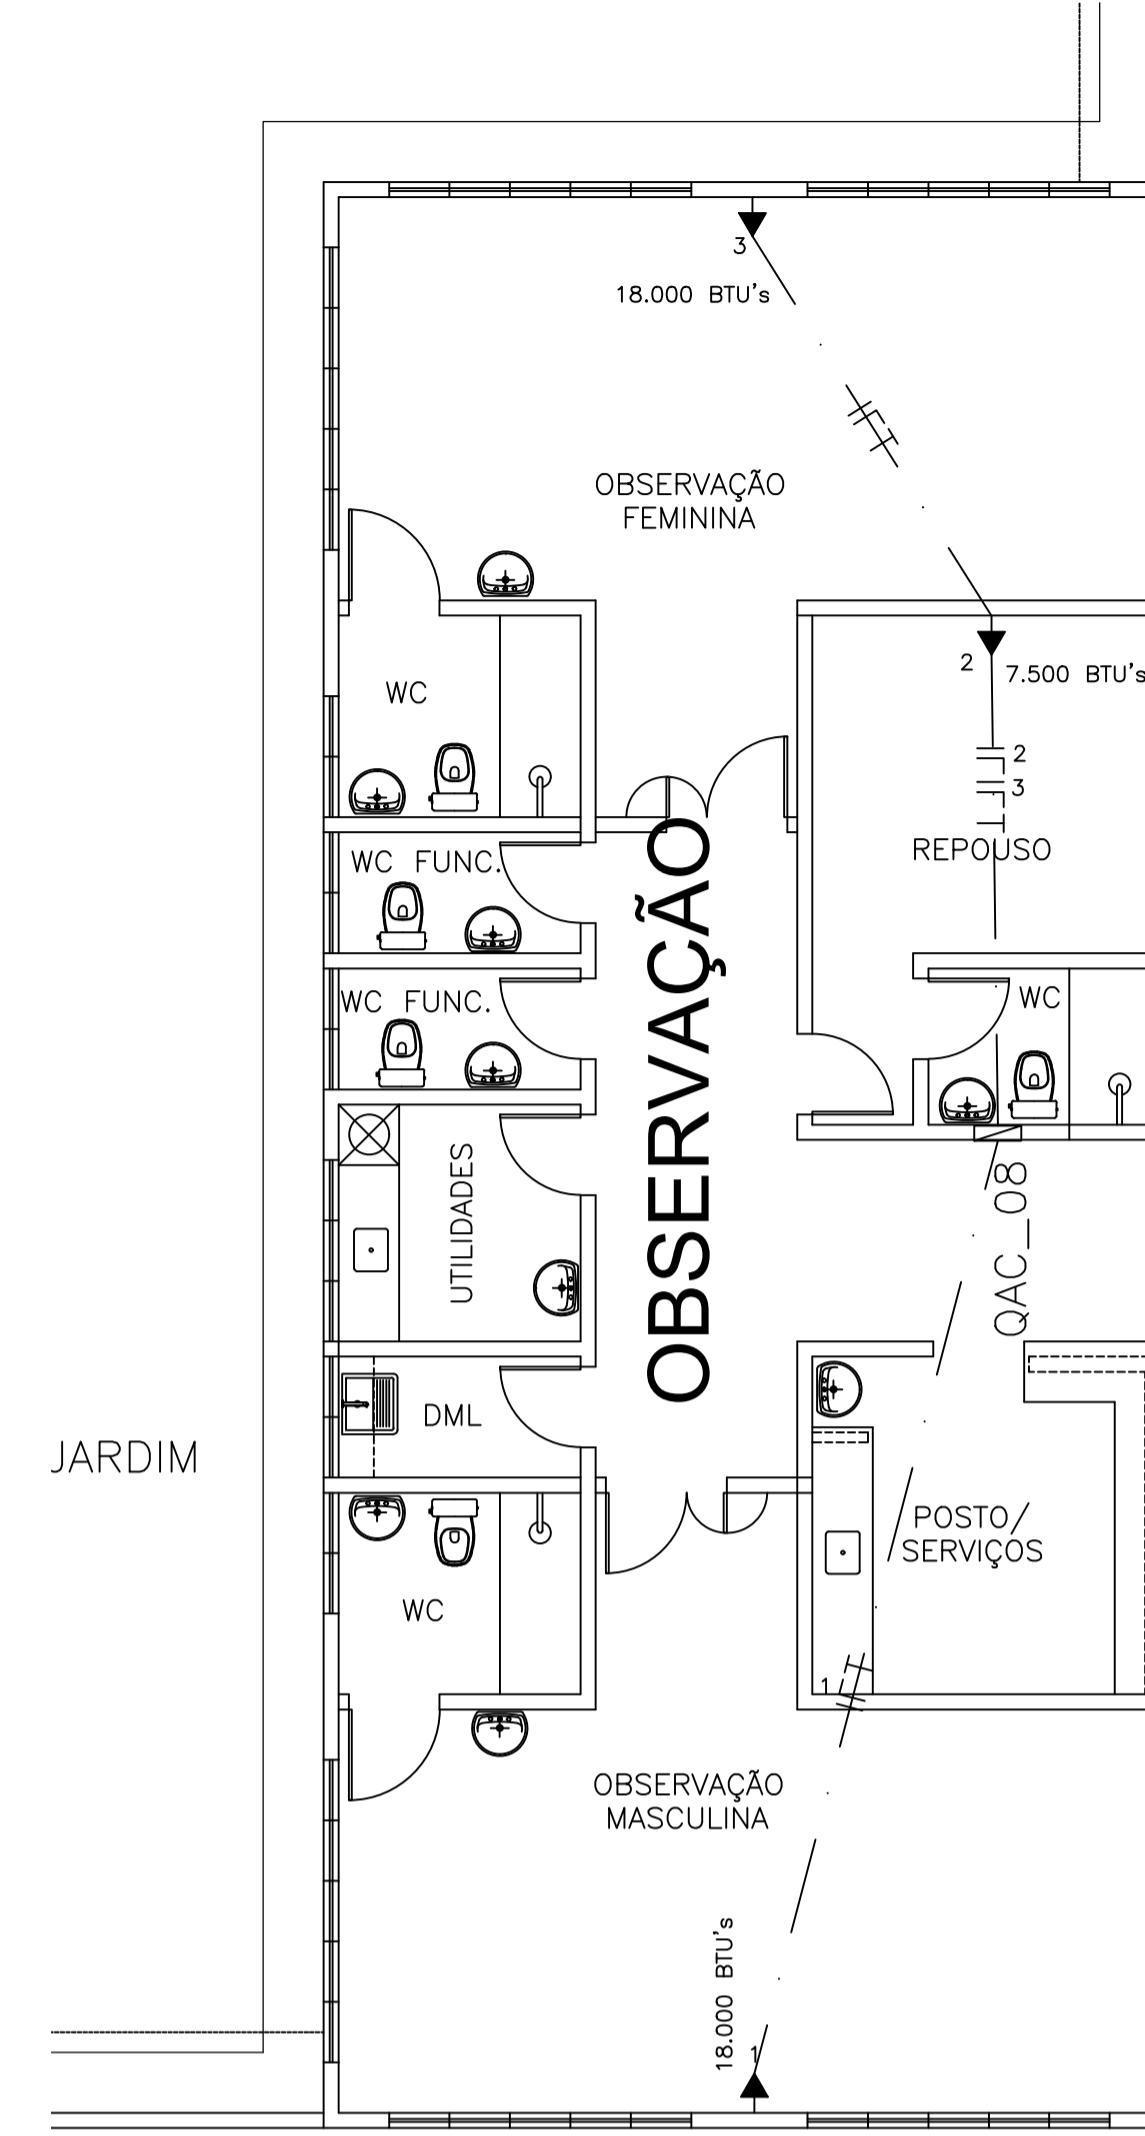 3
18.000 BTU's
OBSERVAÇÃO
FEMININA
2
7.500 BTU's
WC
2
3
REPOUSO
WC FUNC.
OBSERVAÇÃO
WC FUNC.
WC
UTILIDADES
QAC_08
DML
JARDIM
POSTO/
SERVIÇOS
WC
1
OBSERVAÇÃO
MASCULINA
18.000 BTU's
1